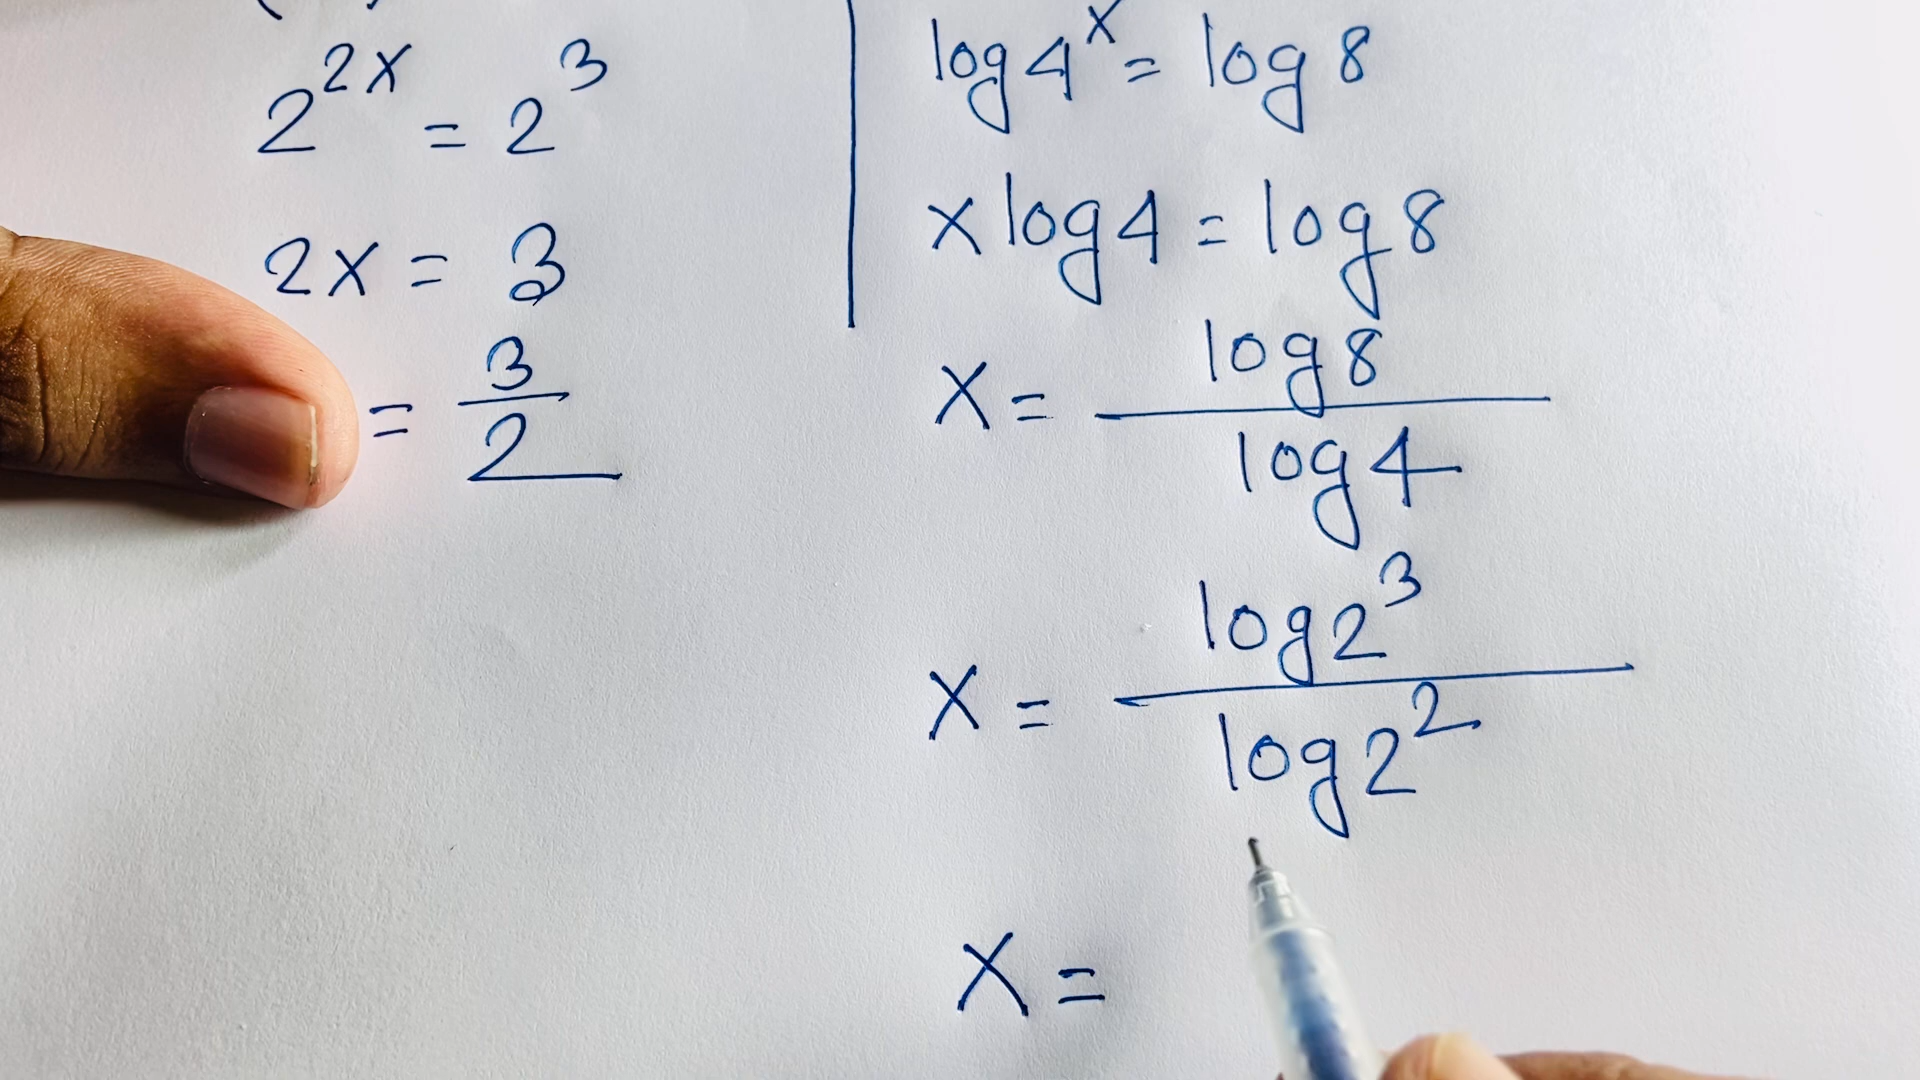 2^{2x} = 2^3
2x = 3
= 3/2
log 4^x = log 8
x log 4 = log 8
x = log 8 / log 4
x = log 2^3 / log 2^2
x =